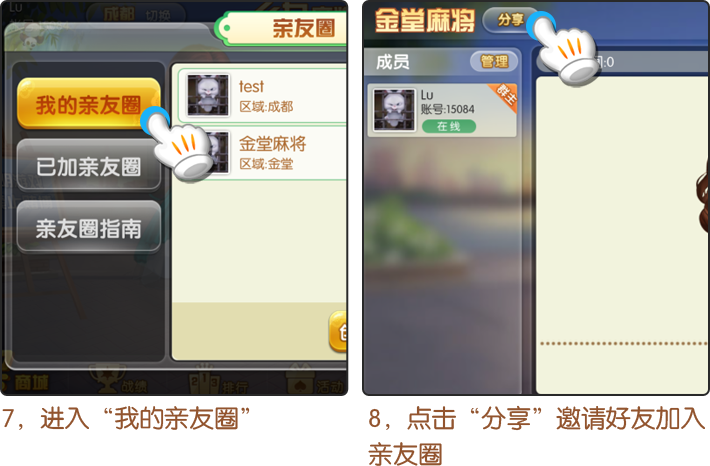 Lu
成都 切换
亲友圈
我的亲友圈
已加亲友圈
亲友圈指南
test
区域:成都
金堂麻将
区域:金堂
商城
战绩
排行
活动
7，进入“我的亲友圈”
金堂麻将
分享
成员
管理
:0
Lu
账号:15084
在线
群主
8，点击“分享”邀请好友加入
亲友圈